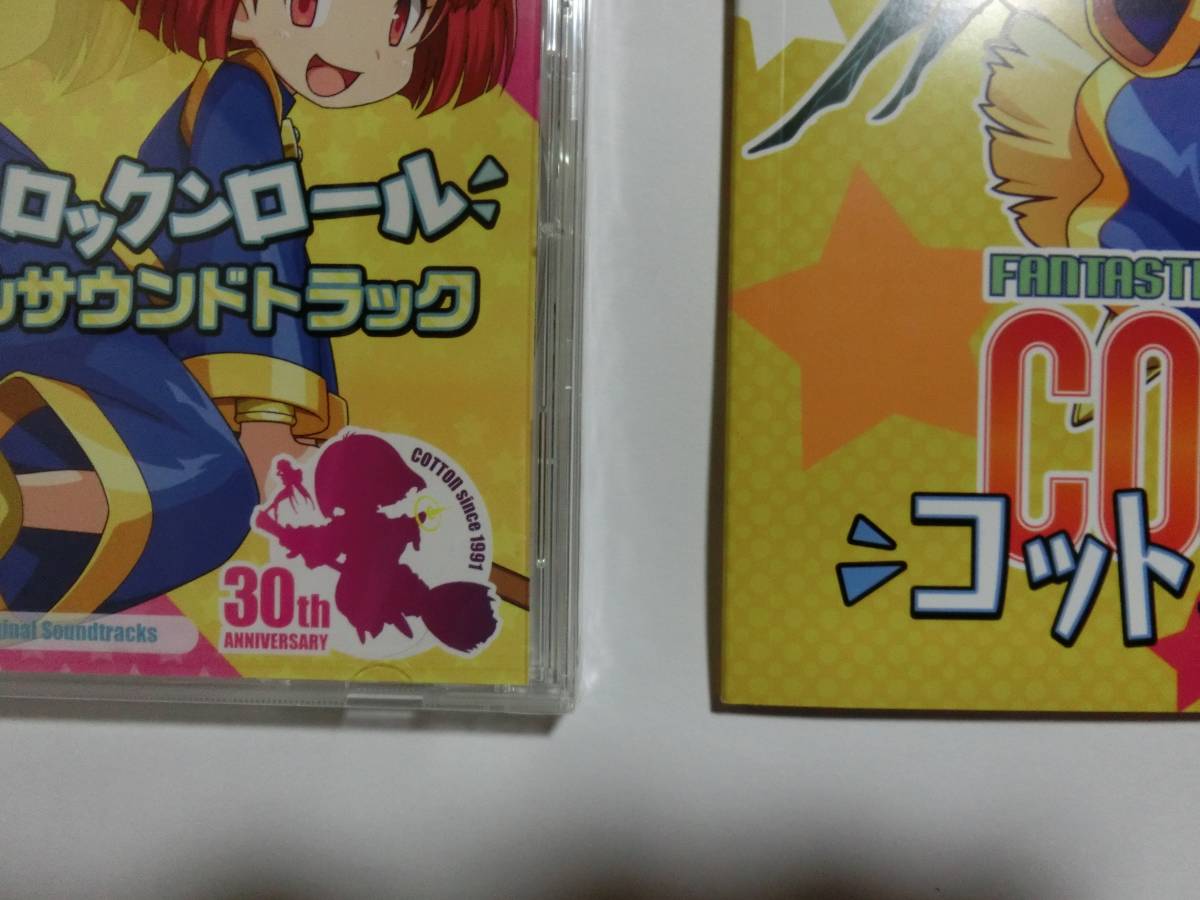 ロックンロール
サウンドトラック
COTTON since 1991
30th
ANNIVERSARY
Soundtracks
FANTASTI
CO
コット